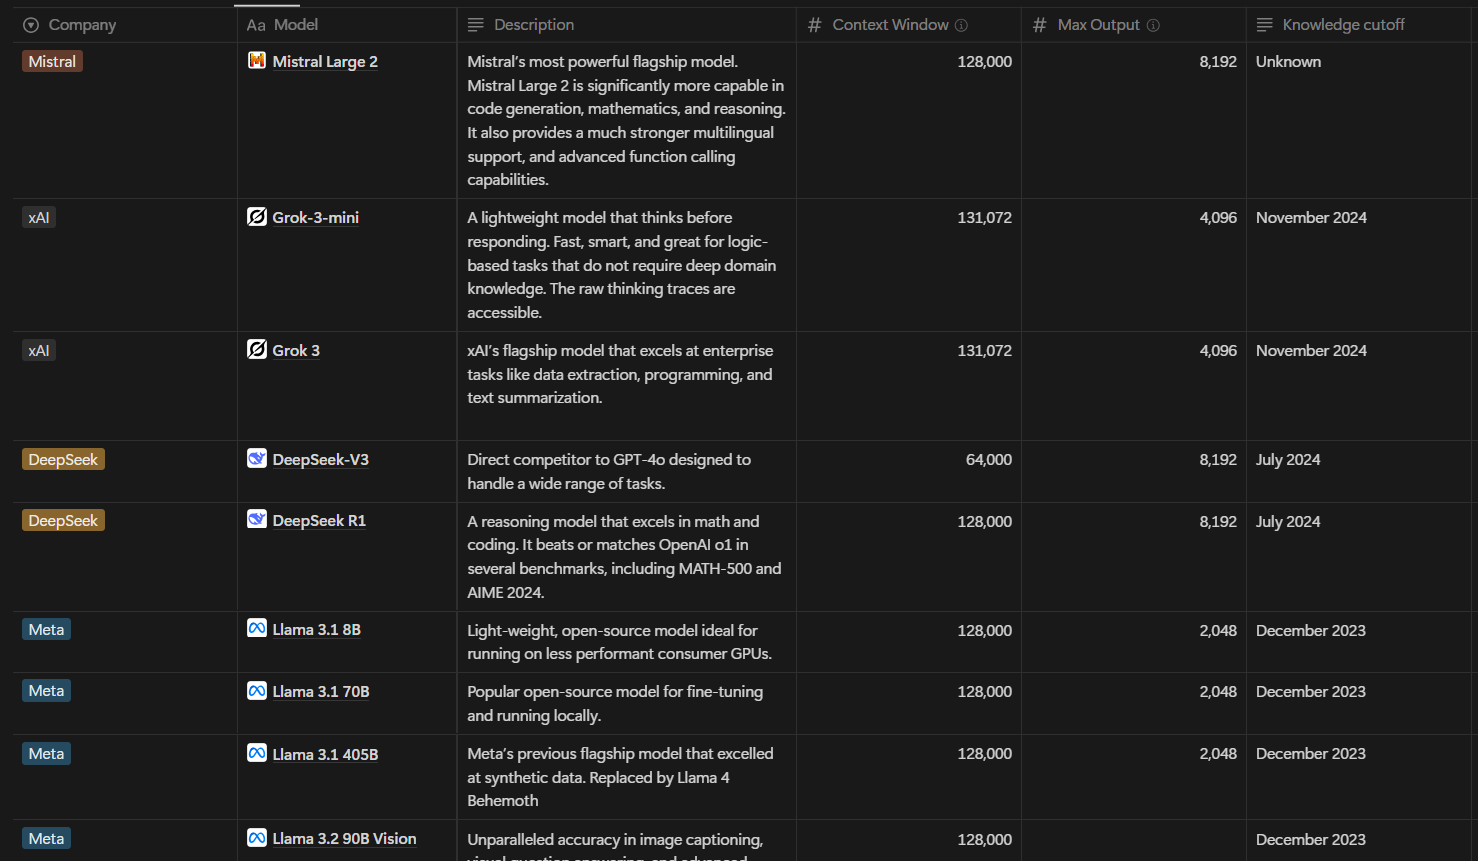 Company Aa Model Description # Context Window # Max Output Knowledge cutoff
Mistral Mistral Large 2 Mistral’s most powerful flagship model. 128,000 8,192 Unknown
Mistral Large 2 is significantly more capable in
code generation, mathematics, and reasoning.
It also provides a much stronger multilingual
support, and advanced function calling
capabilities.
xAI Grok-3-mini A lightweight model that thinks before 131,072 4,096 November 2024
responding. Fast, smart, and great for logic-
based tasks that do not require deep domain
knowledge. The raw thinking traces are
accessible.
xAI Grok 3 xAI’s flagship model that excels at enterprise 131,072 4,096 November 2024
tasks like data extraction, programming, and
text summarization.
DeepSeek DeepSeek-V3 Direct competitor to GPT-4o designed to 64,000 8,192 July 2024
handle a wide range of tasks.
DeepSeek DeepSeek R1 A reasoning model that excels in math and 128,000 8,192 July 2024
coding. It beats or matches OpenAI o1 in
several benchmarks, including MATH-500 and
AIME 2024.
Meta Llama 3.1 8B Light-weight, open-source model ideal for 128,000 2,048 December 2023
running on less performant consumer GPUs.
Meta Llama 3.1 70B Popular open-source model for fine-tuning 128,000 2,048 December 2023
and running locally.
Meta Llama 3.1 405B Meta’s previous flagship model that excelled 128,000 2,048 December 2023
at synthetic data. Replaced by Llama 4
Behemoth
Meta Llama 3.2 90B Vision Unparalleled accuracy in image captioning, 128,000 December 2023